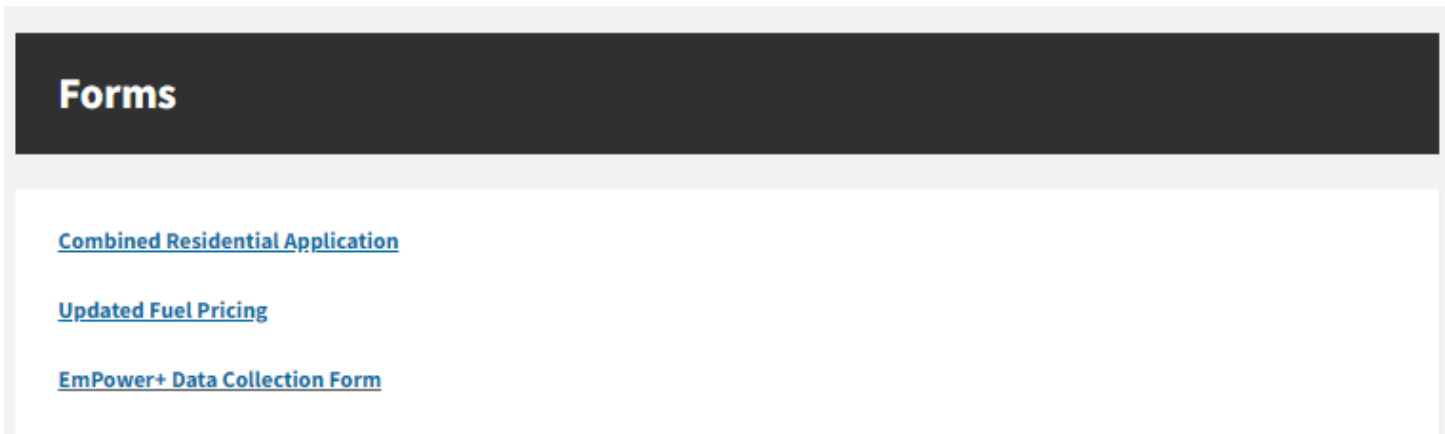 Forms
Combined Residential Application
Updated Fuel Pricing
EmPower+ Data Collection Form